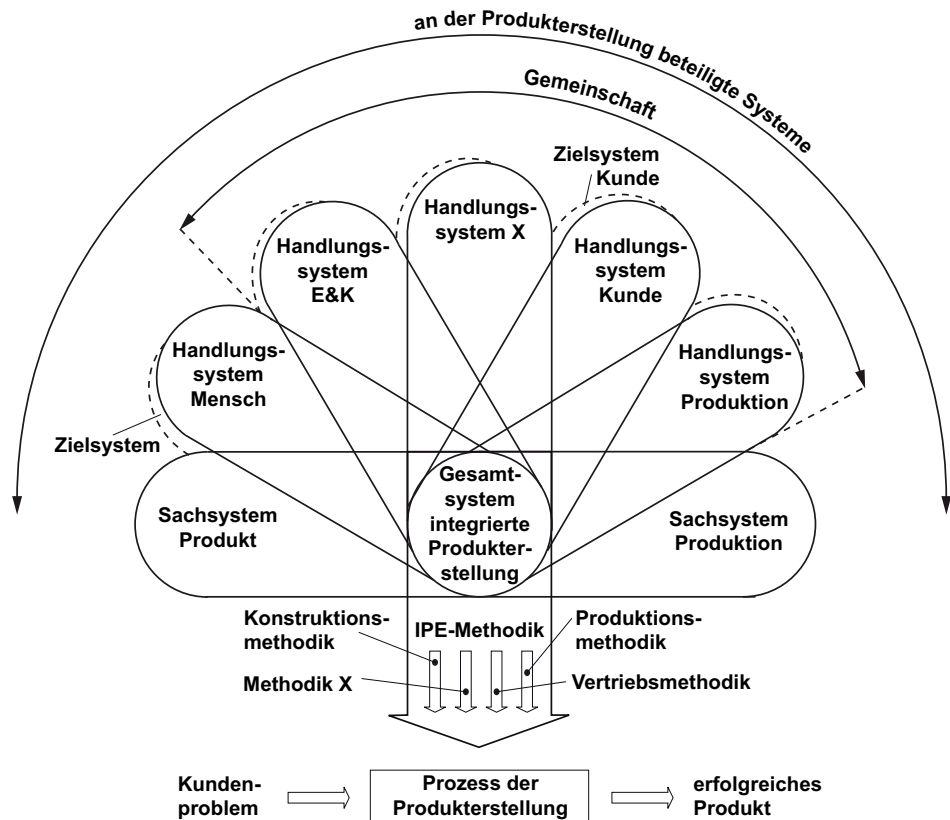 an der Produkterstellung beteiligte Systeme
Gemeinschaft
Zielsystem
Kunde
Handlungs-
system X
Handlungs-
system
E&K
Handlungs-
system
Kunde
Handlungs-
system
Mensch
Handlungs-
system
Produktion
Zielsystem
Sachsystem
Produkt
Gesamt-
system
integrierte
Produkter-
stellung
Sachsystem
Produktion
Konstruktions-
methodik
IPE-Methodik
Produktions-
methodik
Methodik X
Vertriebsmethodik
Kunden-
problem
Prozess der
Produkterstellung
erfolgreiches
Produkt